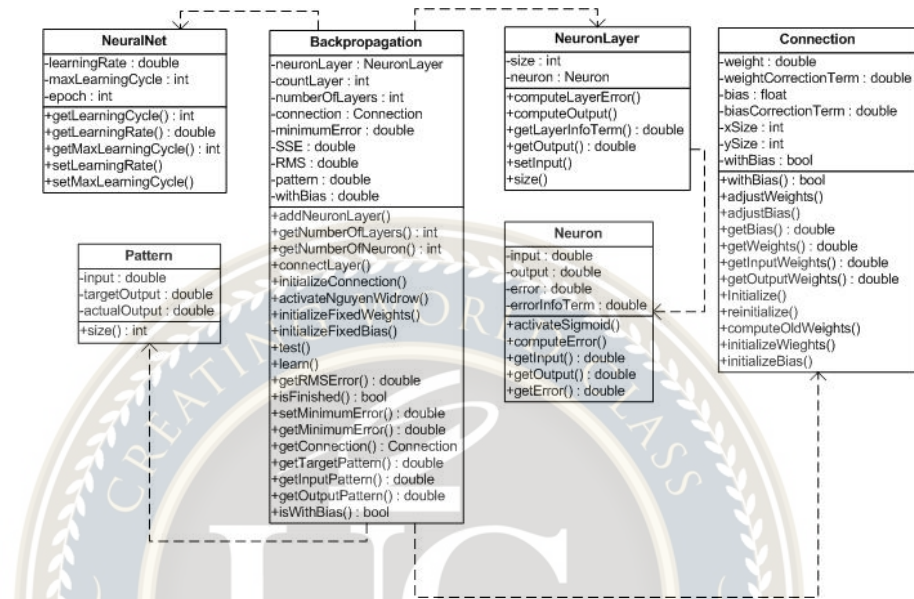 NeuralNet
-learningRate : double
-maxLearningCycle : int
-epoch : int
+getLearningCycle() : int
+getLearningRate() : double
+getMaxLearningCycle() : int
+setLearningRate()
+setMaxLearningCycle()
Backpropagation
-neuronLayer : NeuronLayer
-countLayer : int
-numberOfLayers : int
-connection : Connection
-minimumError : double
-SSE : double
-RMS : double
-pattern : double
-withBias : double
+addNeuronLayer()
+getNumberOfLayers() : int
+getNumberOfNeuron() : int
+connectLayer()
+initializeConnection()
+activateNguyenWidrow()
+initializeFixedWeights()
+initializeFixedBias()
+test()
+learn()
+getRMSError() : double
+isFinished() : bool
+setMinimumError() : double
+getMinimumError() : double
+getConnection() : Connection
+getTargetPattern() : double
+getInputPattern() : double
+getOutputPattern() : double
+isWithBias() : bool
NeuronLayer
-size : int
-neuron : Neuron
+computeLayerError()
+computeOutput()
+getLayerInfoTerm() : double
+getOutput() : double
+setInput()
+size()
Connection
-weight : double
-weightCorrectionTerm : double
-bias : float
-biasCorrectionTerm : double
-xSize : int
-ySize : int
-withBias : bool
+withBias() : bool
+adjustWeights()
+adjustBias()
+getBias() : double
+getWeights() : double
+getInputWeights() : double
+getOutputWeights() : double
+Initialize()
+reinitialize()
+computeOldWeights()
+initializeWieghts()
+initializeBias()
Pattern
-input : double
-targetOutput : double
-actualOutput : double
+size() : int
Neuron
-input : double
-output : double
-error : double
-errorInfoTerm : double
+activateSigmoid()
+computeError()
+getInput() : double
+getOutput() : double
+getError() : double
CREATING WORLD CLASS